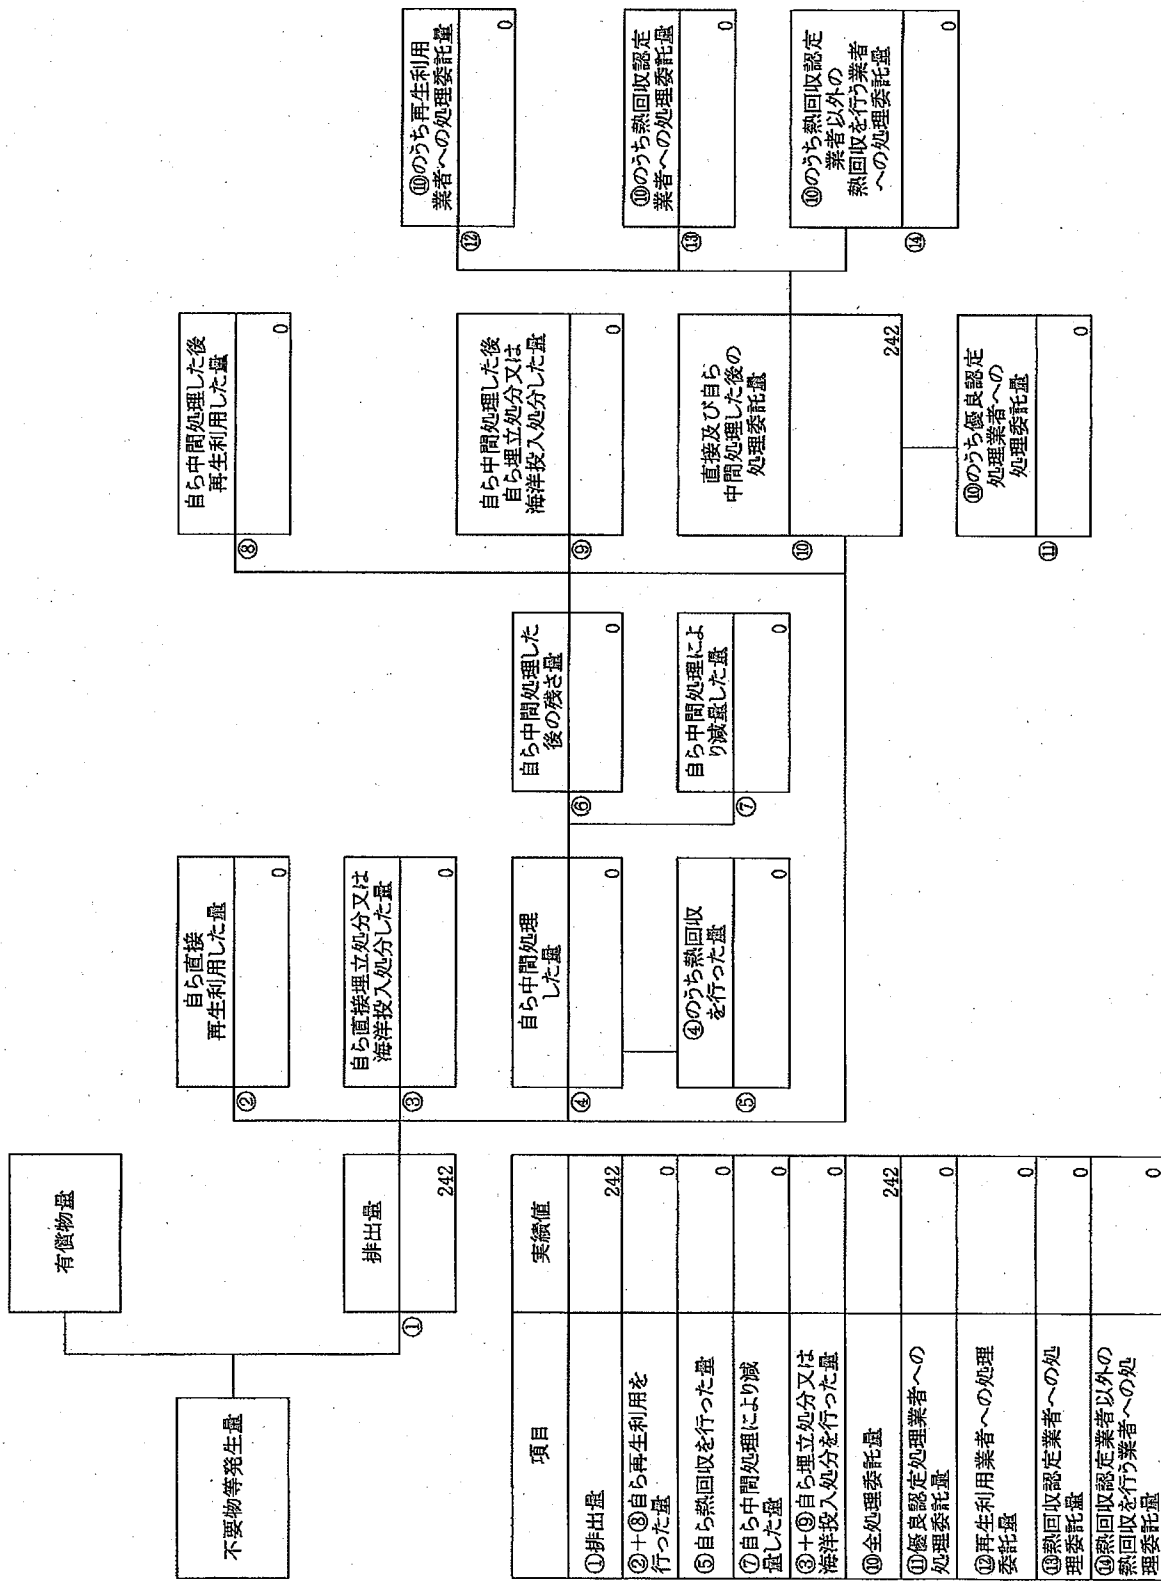 不要物等発生量
有償物量
排出量
①
242
自ら直接
再生利用した量
②
0
自ら直接埋立処分又は
海洋投入処分した量
③
0
自ら中間処理
した量
④
0
④のうち熱回収
を行った量
⑤
0
自ら中間処理した
後の残さ量
⑥
0
自ら中間処理によ
り減量した量
⑦
0
自ら中間処理した後
再生利用した量
⑧
0
自ら中間処理した後
自ら埋立処分又は
海洋投入処分した量
⑨
0
直接及び自ら
中間処理した後の
処理委託量
⑩
242
⑩のうち優良認定
処理業者への
処理委託量
⑪
0
⑩のうち再生利用
業者への処理委託量
⑫
0
⑩のうち熱回収認定
業者への処理委託量
⑬
0
⑩のうち熱回収認定
業者以外の
熱回収を行う業者
への処理委託量
⑭
0
項目 実績値
①排出量 242
②+⑧自ら再生利用を
行った量 0
⑤自ら熱回収を行った量 0
⑦自ら中間処理により減
量した量 0
③+⑨自ら埋立処分又は
海洋投入処分を行った量 0
⑩全処理委託量 242
⑪優良認定処理業者への
処理委託量 0
⑫再生利用業者への処理
委託量 0
⑬熱回収認定業者への処
理委託量 0
⑭熱回収認定業者以外の
熱回収を行う業者への処
理委託量 0